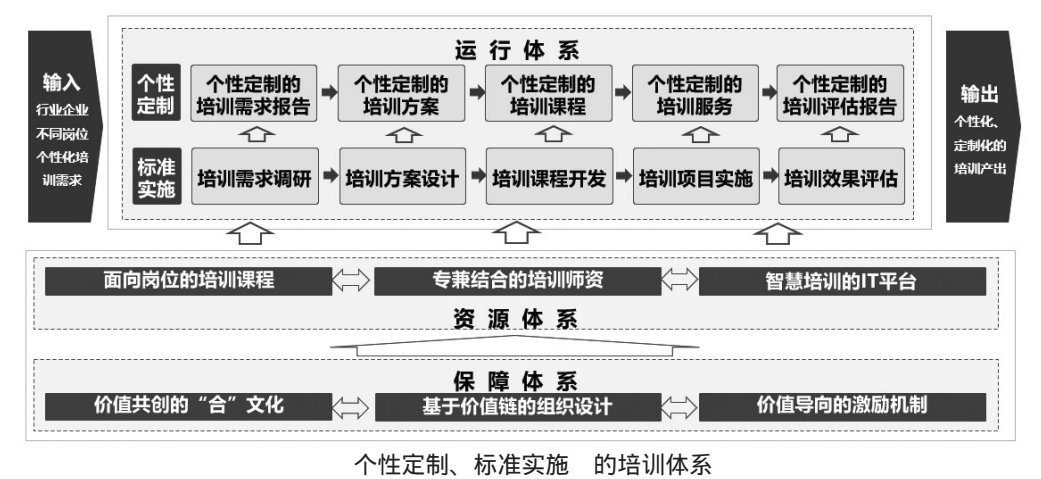 运行体系
输入
行业企业
不同岗位
个性化培
训需求
个性
定制
个性定制的
培训需求报告
个性定制的
培训方案
个性定制的
培训课程
个性定制的
培训服务
个性定制的
培训评估报告
标准
实施
培训需求调研
培训方案设计
培训课程开发
培训项目实施
培训效果评估
输出
个性化、
定制化的
培训产出
面向岗位的培训课程
专兼结合的培训师资
智慧培训的IT平台
资源体系
保障体系
价值共创的“合”文化
基于价值链的组织设计
价值导向的激励机制
个性定制、标准实施 的培训体系